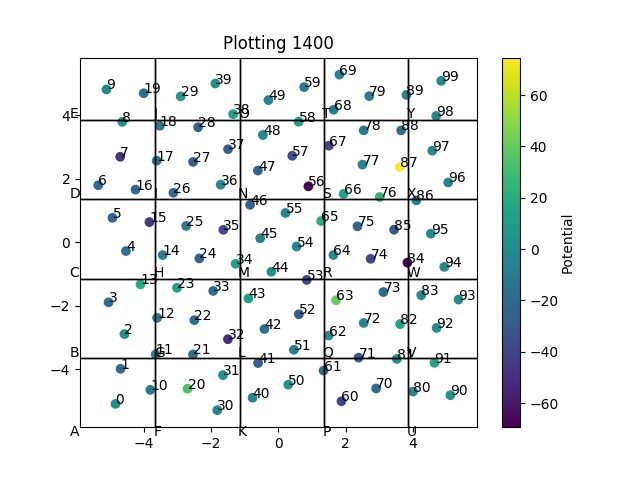 Plotting 1400
69
9 19 29 39 49 59 79 89 99
8 18 28 38 48 58 68 78 88 98
E I O T Y
4
7 17 27 37 47 57 67 77 87 97
2
6 16 26 36 46 56 66 76 86 96
D I N S X
5 15 25 35 45 55 65 75 85 95
0
4 14 24 34 44 54 64 74 84 94
C H M R W
3 13 23 33 43 53 63 73 83 93
−2
2 12 22 32 42 52 62 72 82 92
B G L Q V
1 11 21 31 41 51 61 71 81 91
−4
0 10 20 30 40 50 60 70 80 90
A F K P U
−4 −2 0 2 4
60
40
20
0
−20
−40
−60
Potential